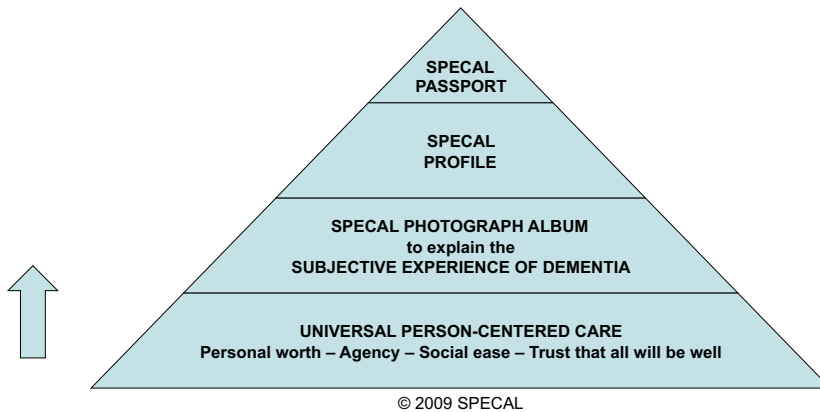 SPECAL
PASSPORT
SPECAL
PROFILE
SPECAL PHOTOGRAPH ALBUM
to explain the
SUBJECTIVE EXPERIENCE OF DEMENTIA
UNIVERSAL PERSON-CENTERED CARE
Personal worth – Agency – Social ease – Trust that all will be well
© 2009 SPECAL